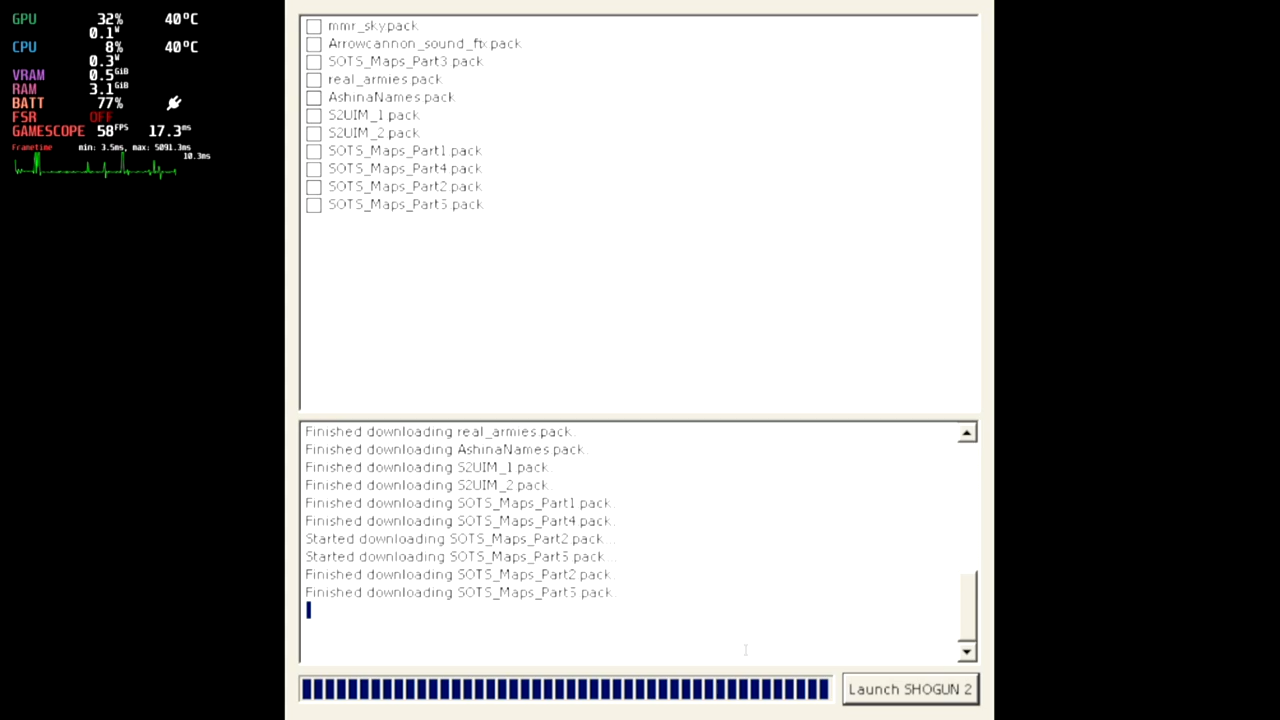 GPU 32% 40°C
0.1W
CPU 8% 40°C
0.3W
VRAM 0.5GiB
RAM 3.1GiB
BATT 77%
FSR OFF
GAMESCOPE 58FPS 17.3ms
Frametime min: 3.5ms, max: 5091.3ms
10.3ms
mmr_sky.pack
Arrowcannon_sound_ftx.pack
SOTS_Maps_Part3.pack
real_armies.pack
AshinaNames.pack
S2UIM_1.pack
S2UIM_2.pack
SOTS_Maps_Part1.pack
SOTS_Maps_Part4.pack
SOTS_Maps_Part2.pack
SOTS_Maps_Part5.pack
Finished downloading real_armies.pack.
Finished downloading AshinaNames.pack.
Finished downloading S2UIM_1.pack.
Finished downloading S2UIM_2.pack.
Finished downloading SOTS_Maps_Part1.pack.
Finished downloading SOTS_Maps_Part4.pack.
Started downloading SOTS_Maps_Part2.pack...
Started downloading SOTS_Maps_Part5.pack...
Finished downloading SOTS_Maps_Part2.pack.
Finished downloading SOTS_Maps_Part5.pack.
Launch SHOGUN 2